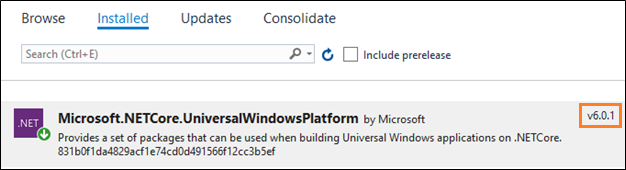 Browse Installed Updates Consolidate
Search (Ctrl+E) Include prerelease
.NET Microsoft.NETCore.UniversalWindowsPlatform by Microsoft v6.0.1
Provides a set of packages that can be used when building Universal Windows applications on .NETCore.
831b0f1da4829acf1e74cd0d491566f12cc3b5ef